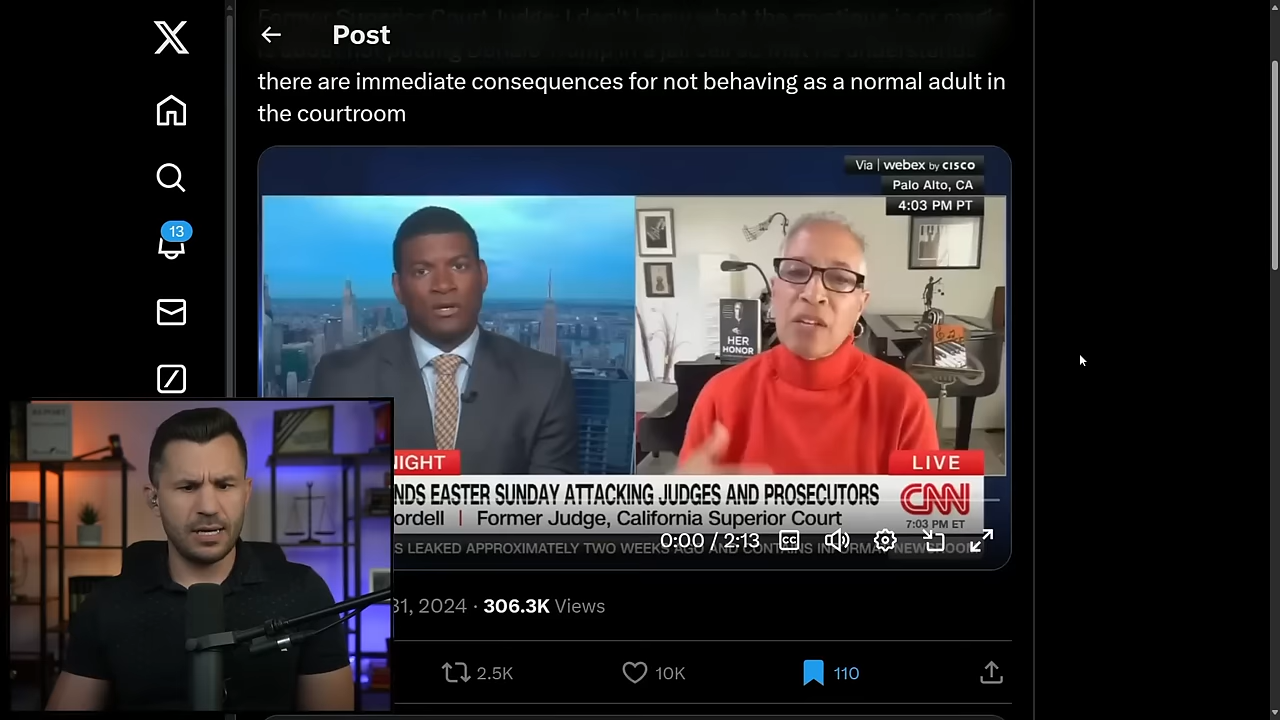 Post
there are immediate consequences for not behaving as a normal adult in
the courtroom
13
Via | webex by CISCO
Palo Alto, CA
4:03 PM PT
HER
HONOR
IGHT
LIVE
NDS EASTER SUNDAY ATTACKING JUDGES AND PROSECUTORS
CNN
ordell | Former Judge, California Superior Court
7:03 PM ET
0:00 / 2:13
CC
S LEAKED APPROXIMATELY TWO WEEKS AGO AND CONTAINS INFORMA
31, 2024 · 306.3K Views
2.5K
10K
110